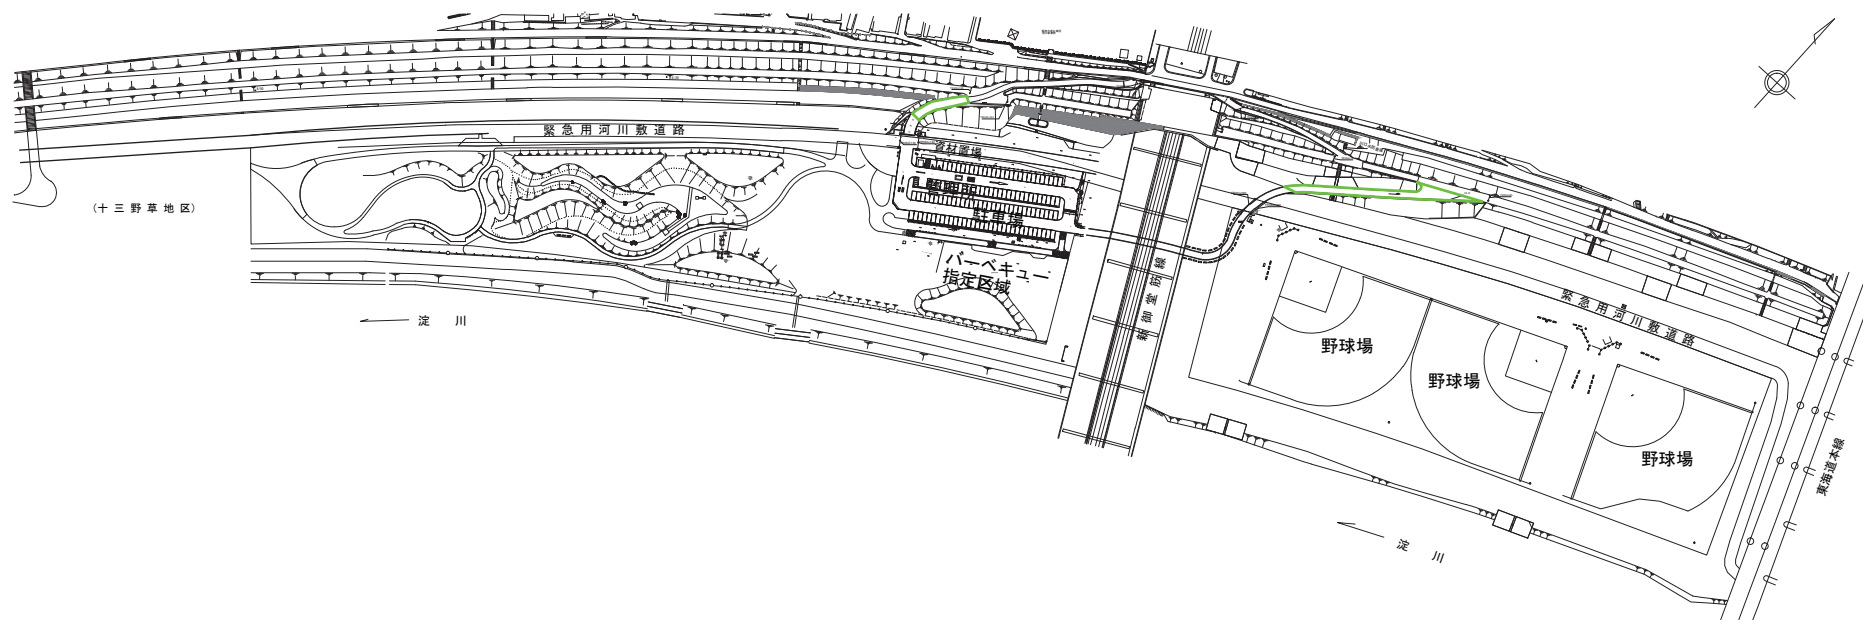 緊急用河川敷道路
（十三野草地区）
資材置場
管理所
駐車場
バーベキュー
指定区域
淀　川
新御堂筋線
緊急用河川敷道路
野球場
野球場
野球場
東海道本線
淀　川